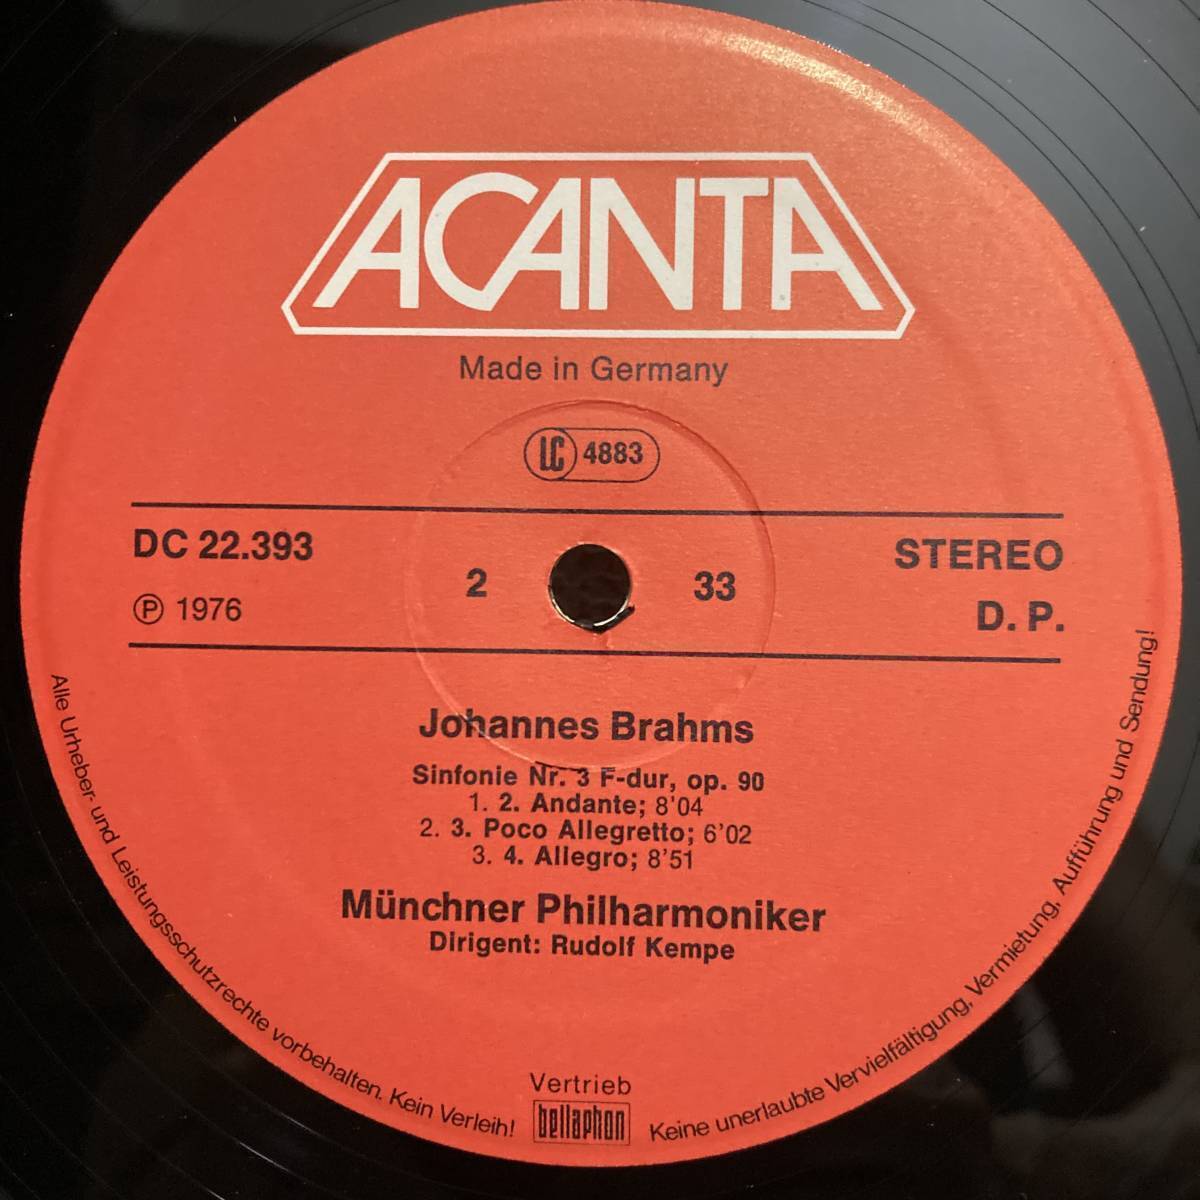 ACANTA
Made in Germany
LC 4883
DC 22.393
STEREO
2
33
℗ 1976
D. P.
Johannes Brahms
Sinfonie Nr. 3 F-dur, op. 90
1. 2. Andante; 8'04
2. 3. Poco Allegretto; 6'02
3. 4. Allegro; 8'51
Münchner Philharmoniker
Dirigent: Rudolf Kempe
Vertrieb
bellaphon
Alle Urheber- und Leistungsschutzrechte vorbehalten. Kein Verleih! Keine unerlaubte Vervielfältigung, Vermietung, Aufführung und Sendung!